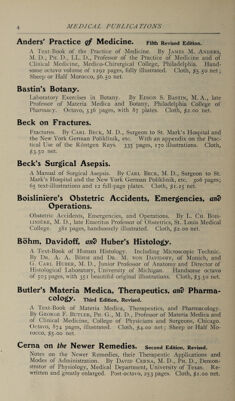 4 MEDICAL PUBLICATIONS
Anders' Practice of Medicine. Fifth Revised Edition.
A Text-Book of the Practice of Medicine. By JAMES M. ANDERS,
M. D., PH. D., LL. D., Professor of the Practice of Medicine and of
Clinical Medicine, Medico-Chirurgical College, Philadelphia. Hand-
some octavo volume of 1292 pages, fully illustrated. Cloth, $5.50 net;
Sheep or Half Morocco, $6.50 net.
Bastin's Botany.
Laboratory Exercises in Botany. By EDSON S. BASTIN, M. A., late
Professor of Materia Medica and Botany, Philadelphia College of
Pharmacy. Octavo, 536 pages, with 87 plates. Cloth, $2.00 net.
Beck on Fractures.
Fractures. By CARL BECK, M. D., Surgeon to St. Mark's Hospital and
the New York German Poliklinik, etc. With an appendix on the Prac-
tical Use of the Röntgen Rays. 335 pages, 170 illustrations. Cloth,
$3.50 net.
Beck's Surgical Asepsis.
A Manual of Surgical Asepsis. By CARL BECK, M. D., Surgeon to St.
Mark's Hospital and the New York German Poliklinik, etc. 306 pages;
65 text-illustrations and 12 full-page plates. Cloth, $1.25 net.
Boisliniere's Obstetric Accidents, Emergencies, and
Operations.
Obstetric Accidents, Emergencies, and Operations. By L. CH. BOIS-
LINIÈRE, M. D., late Emeritus Professor of Obstetrics, St. Louis Medical
College. 381 pages, handsomely illustrated. Cloth, $2.00 net.
Böhm, Davidoff, and Huber's Histology.
A Text-Book of Human Histology. Including Microscopic Technic.
By DR. A. A. BÖHM and DR. M. VON DAVIDOFF, of Munich, and
G. CARL HUBER, M. D., Junior Professor of Anatomy and Director of
Histological Laboratory, University of Michigan. Handsome octavo
of 503 pages, with 351 beautiful original illustrations. Cloth, $3.50 net.
Butler's Materia Medica, Therapeutics, and Pharma-
cology. Third Edition, Revised.
A Text-Book of Materia Medica, Therapeutics, and Pharmacology.
By GEORGE F. BUTLER, PH. G., M. D., Professor of Materia Medica and
of Clinical Medicine, College of Physicians and Surgeons, Chicago.
Octavo, 874 pages, illustrated. Cloth, $4.00 net; Sheep or Half Mo-
rocco, $5.00 net.
Cerna on the Newer Remedies. Second Edition, Revised.
Notes on the Newer Remedies, their Therapeutic Applications and
Modes of Administration. By DAVID CERNA, M. D., PH. D., Demon-
strator of Physiology, Medical Department, University of Texas. Re-
written and greatly enlarged. Post-octavo, 253 pages. Cloth, $1.00 net.